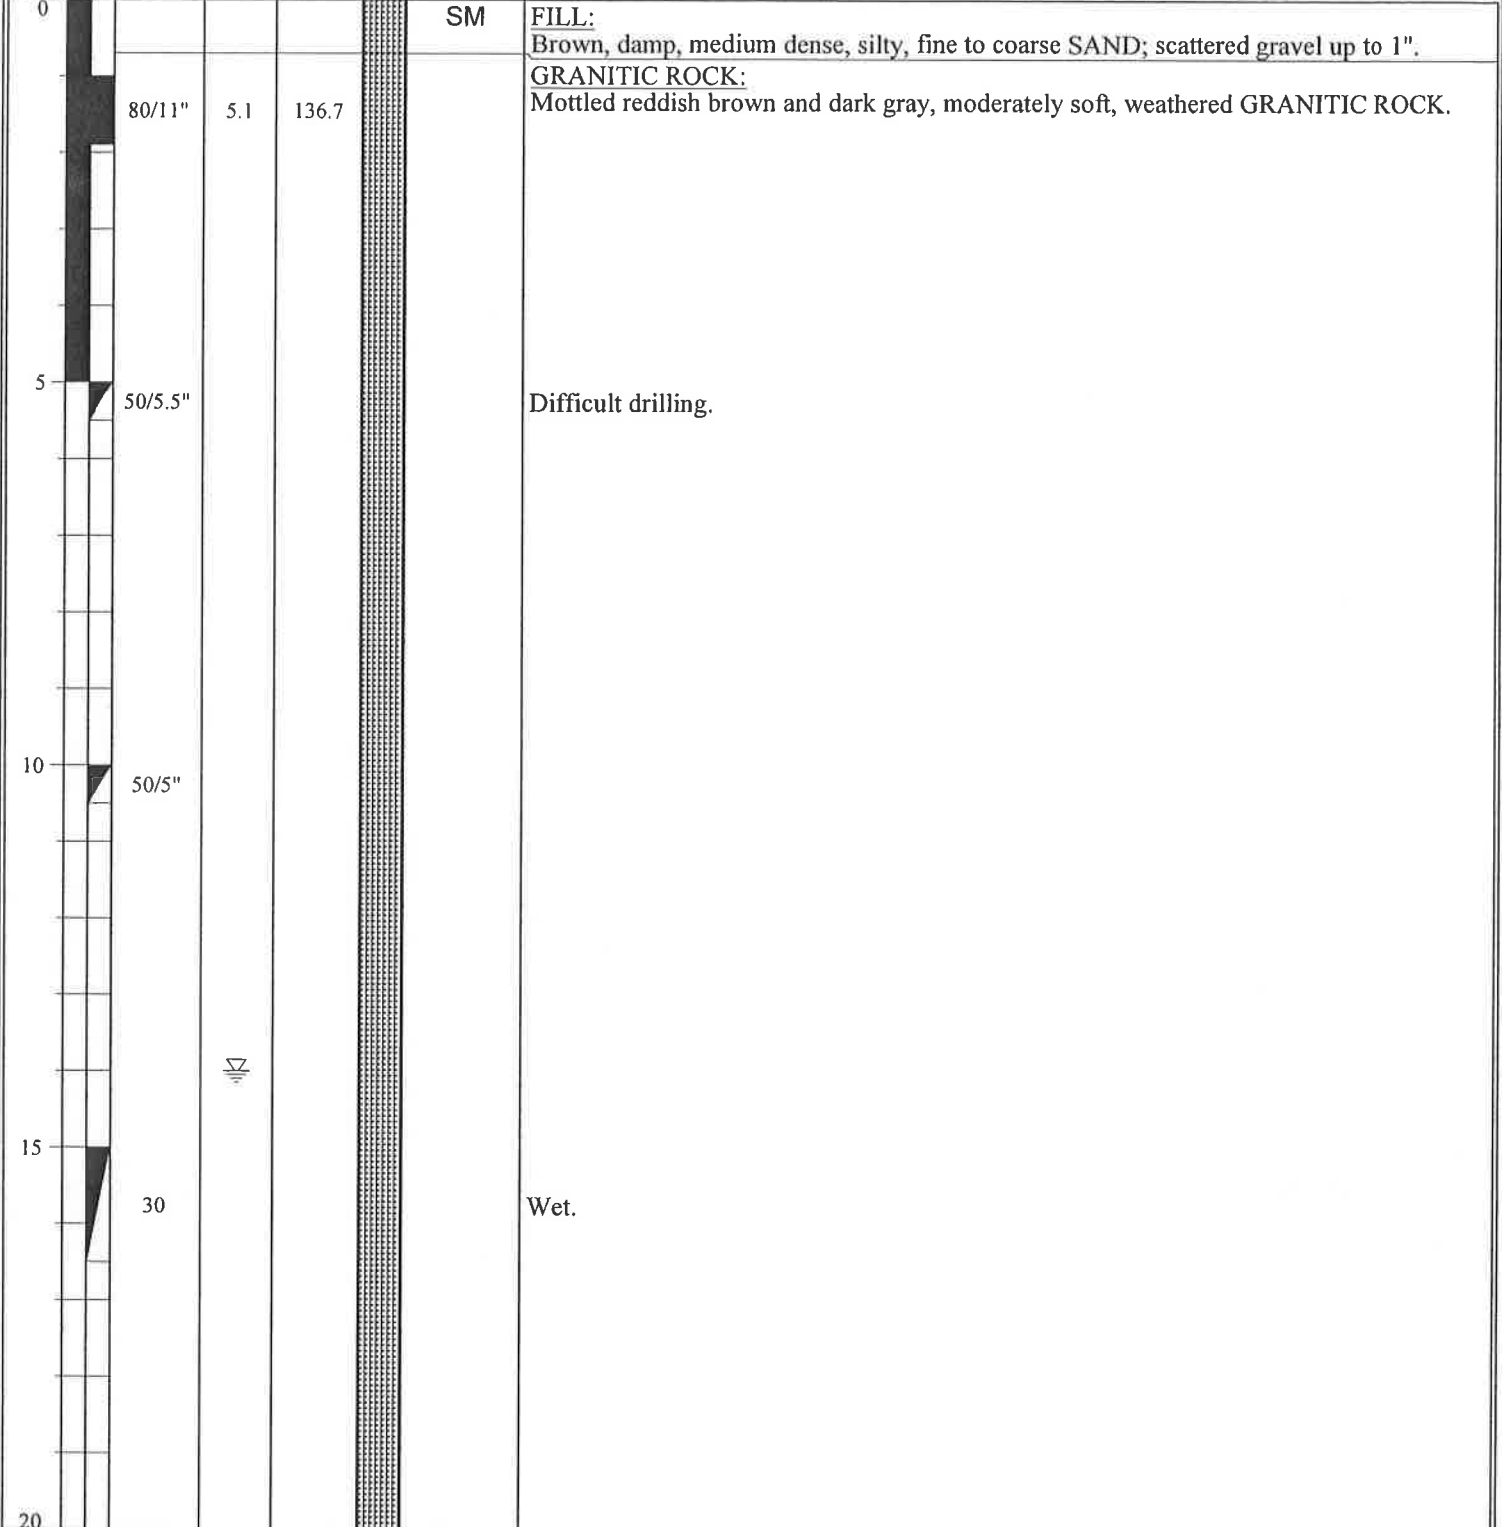 0
SM
FILL:
Brown, damp, medium dense, silty, fine to coarse SAND; scattered gravel up to 1".
GRANITIC ROCK:
80/11" 5.1 136.7 Mottled reddish brown and dark gray, moderately soft, weathered GRANITIC ROCK.
5
50/5.5" Difficult drilling.
10
50/5"
15
30 Wet.
20